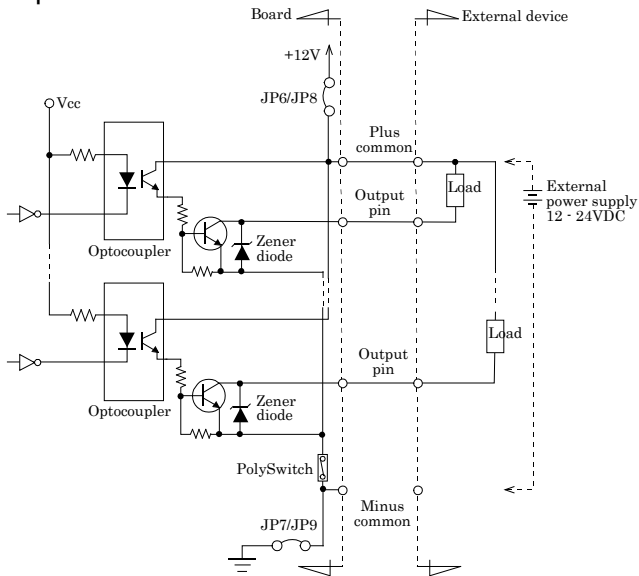 Board
External device
+12V
JP6/JP8
Vcc
Plus
common
Load
External
power supply
12 - 24VDC
Output
pin
Zener
diode
Optocoupler
Load
Output
pin
Zener
diode
Optocoupler
PolySwitch
Minus
common
JP7/JP9